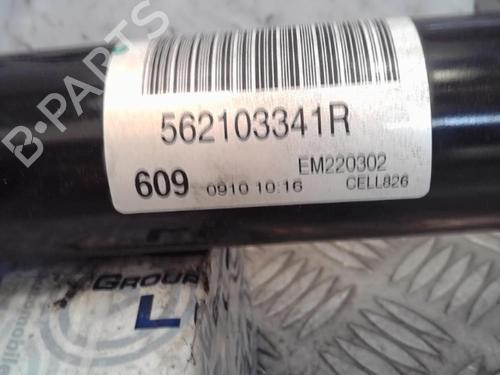 B-PARTS
562103341R
609 0910 10:16
EM220302
CELL826
GROUP
L